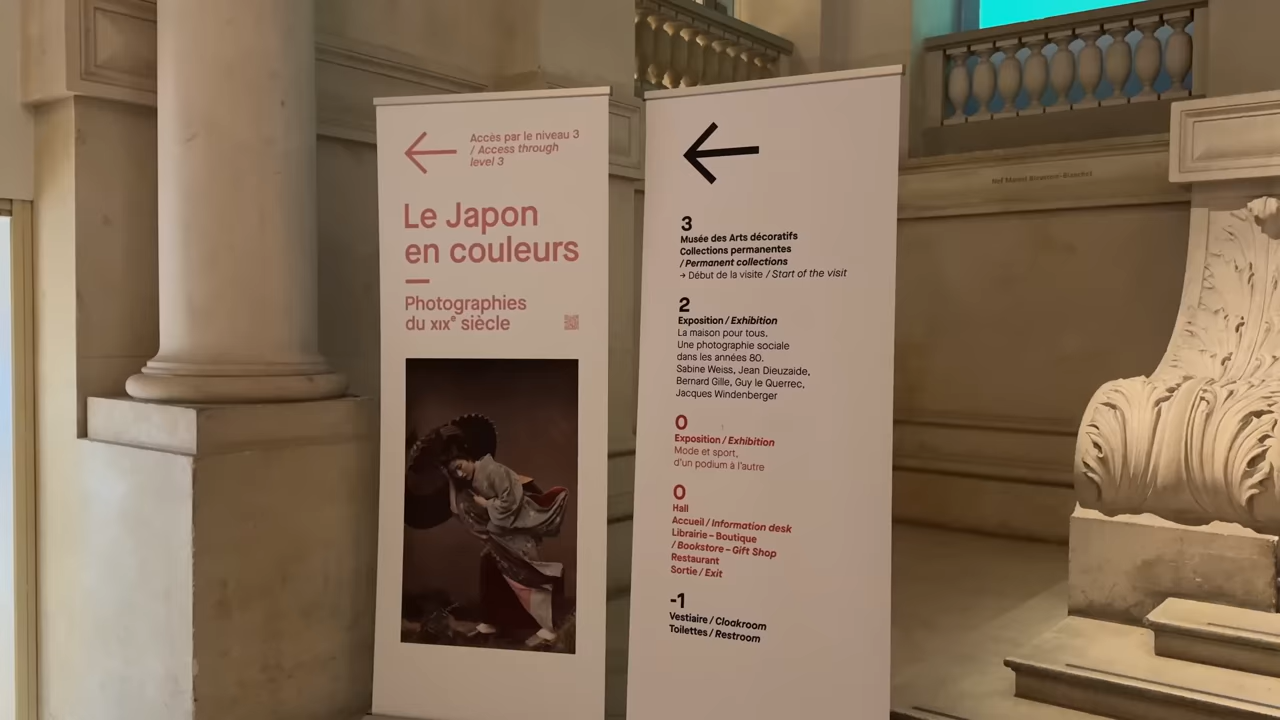 Accès par le niveau 3
/ Access through
level 3
Le Japon
en couleurs
Photographies
du XIXe siècle
3
Musée des Arts décoratifs
Collections permanentes
/ Permanent collections
→ Début de la visite / Start of the visit
2
Exposition / Exhibition
La maison pour tous.
Une photographie sociale
dans les années 80.
Sabine Weiss, Jean Dieuzaide,
Bernard Gille, Guy le Querrec,
Jacques Windenberger
0
Exposition / Exhibition
Mode et sport,
d'un podium à l'autre
0
Hall
Accueil / Information desk
Librairie – Boutique
/ Bookstore – Gift Shop
Restaurant
Sortie / Exit
-1
Vestiaire / Cloakroom
Toilettes / Restroom